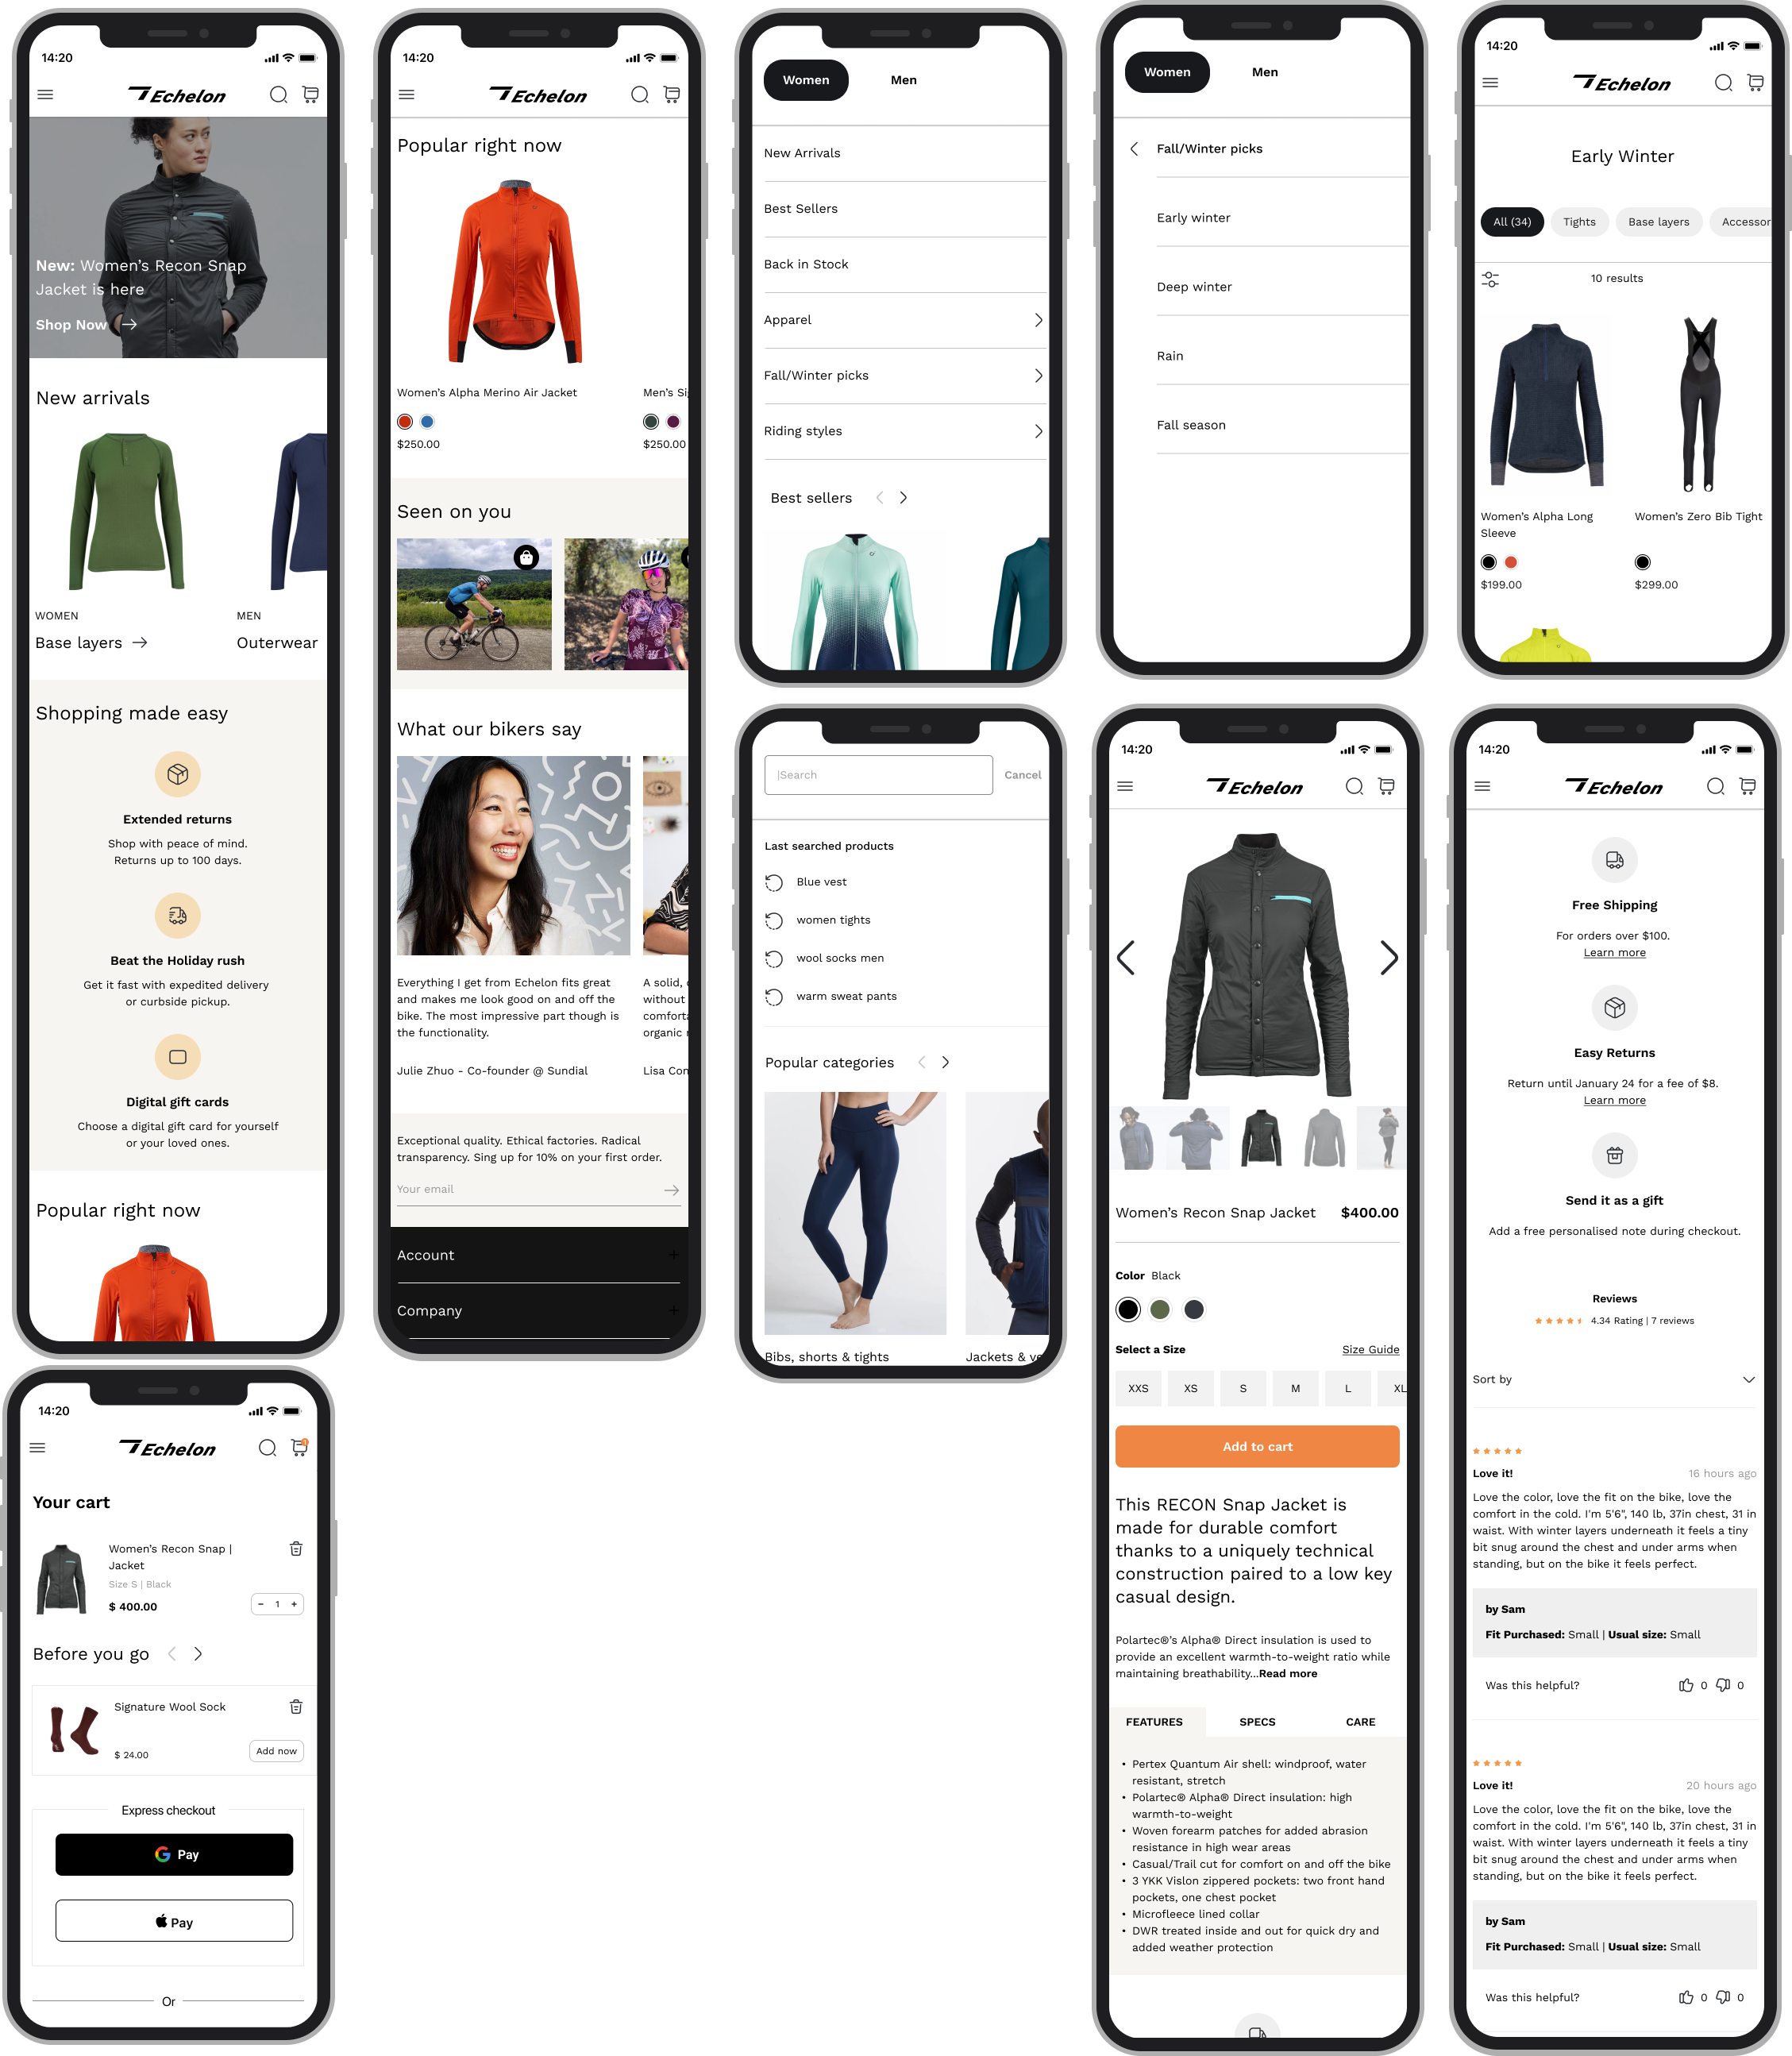 14:20
Echelon
New: Women's Recon Snap
Jacket is here
Shop Now
New arrivals
WOMEN
Base layers
MEN
Outerwear
Shopping made easy
Extended returns
Shop with peace of mind.
Returns up to 100 days.
Beat the Holiday rush
Get it fast with expedited delivery
or curbside pickup.
Digital gift cards
Choose a digital gift card for yourself
or your loved ones.
Popular right now
14:20
Echelon
Popular right now
Women's Alpha Merino Air Jacket
$250.00
Men's Si
$250.00
Seen on you
What our bikers say
Everything I get from Echelon fits great
and makes me look good on and off the
bike. The most impressive part though is
the functionality.
Julie Zhuo - Co-founder @ Sundial
A solid,
without
comforta
organic
Lisa Con
Exceptional quality. Ethical factories. Radical
transparency. Sing up for 10% on your first order.
Your email
Account +
Company +
Women Men
New Arrivals
Best Sellers
Back in Stock
Apparel
Fall/Winter picks
Riding styles
Best sellers
Women Men
Fall/Winter picks
Early winter
Deep winter
Rain
Fall season
14:20
Echelon
Early Winter
All (34) Tights Base layers Accessor
10 results
Women's Alpha Long
Sleeve
$199.00
Women's Zero Bib Tight
$299.00
Search Cancel
Last searched products
Blue vest
women tights
wool socks men
warm sweat pants
Popular categories
Bibs, shorts & tights
Jackets & ve
14:20
Echelon
Women's Recon Snap Jacket $400.00
Color Black
Select a Size Size Guide
XXS XS S M L XL
Add to cart
This RECON Snap Jacket is
made for durable comfort
thanks to a uniquely technical
construction paired to a low key
casual design.
Polartec®'s Alpha® Direct insulation is used to
provide an excellent warmth-to-weight ratio while
maintaining breathability...Read more
FEATURES SPECS CARE
• Pertex Quantum Air shell: windproof, water
resistant, stretch
• Polartec® Alpha® Direct insulation: high
warmth-to-weight
• Woven forearm patches for added abrasion
resistance in high wear areas
• Casual/Trail cut for comfort on and off the bike
• 3 YKK Vislon zippered pockets: two front hand
pockets, one chest pocket
• Microfleece lined collar
• DWR treated inside and out for quick dry and
added weather protection
14:20
Echelon
Free Shipping
For orders over $100.
Learn more
Easy Returns
Return until January 24 for a fee of $8.
Learn more
Send it as a gift
Add a free personalised note during checkout.
Reviews
4.34 Rating | 7 reviews
Sort by
Love it! 16 hours ago
Love the color, love the fit on the bike, love the
comfort in the cold. I'm 5'6", 140 lb, 37in chest, 31 in
waist. With winter layers underneath it feels a tiny
bit snug around the chest and under arms when
standing, but on the bike it feels perfect.
by Sam
Fit Purchased: Small | Usual size: Small
Was this helpful? 0 0
Love it! 20 hours ago
Love the color, love the fit on the bike, love the
comfort in the cold. I'm 5'6", 140 lb, 37in chest, 31 in
waist. With winter layers underneath it feels a tiny
bit snug around the chest and under arms when
standing, but on the bike it feels perfect.
by Sam
Fit Purchased: Small | Usual size: Small
Was this helpful? 0 0
14:20
Echelon
Your cart
Women's Recon Snap |
Jacket
Size S | Black
$ 400.00
− 1 +
Before you go
Signature Wool Sock
$ 24.00
Add now
Express checkout
G Pay
Pay
Or